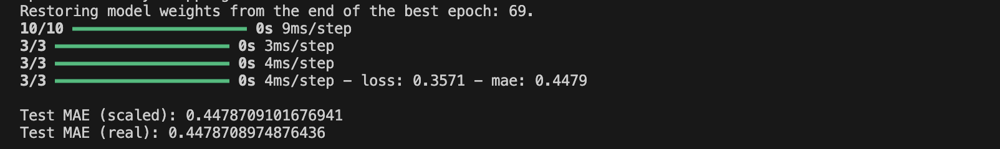 Restoring model weights from the end of the best epoch: 69.
10/10 ━━━━━━━━━━━━━━━━━━━━ 0s 9ms/step
3/3 ━━━━━━━━━━━━━━━━━━━━ 0s 3ms/step
3/3 ━━━━━━━━━━━━━━━━━━━━ 0s 4ms/step
3/3 ━━━━━━━━━━━━━━━━━━━━ 0s 4ms/step - loss: 0.3571 - mae: 0.4479
Test MAE (scaled): 0.4478709101676941
Test MAE (real): 0.4478708974876436